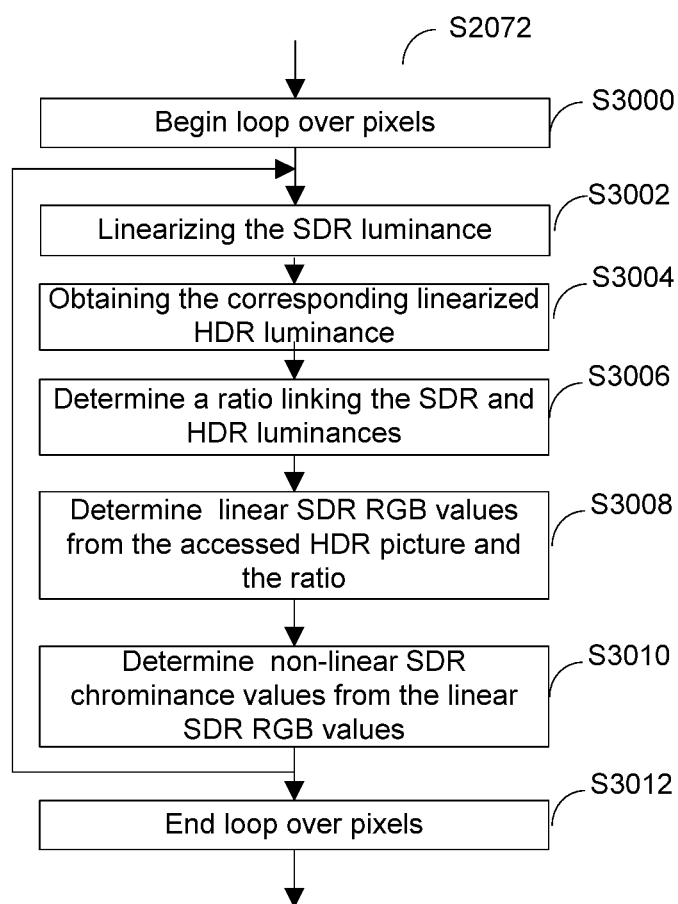 S2072
Begin loop over pixels
S3000
Linearizing the SDR luminance
S3002
Obtaining the corresponding linearized
HDR luminance
S3004
Determine a ratio linking the SDR and
HDR luminances
S3006
Determine linear SDR RGB values
from the accessed HDR picture and
the ratio
S3008
Determine non-linear SDR
chrominance values from the linear
SDR RGB values
S3010
End loop over pixels
S3012